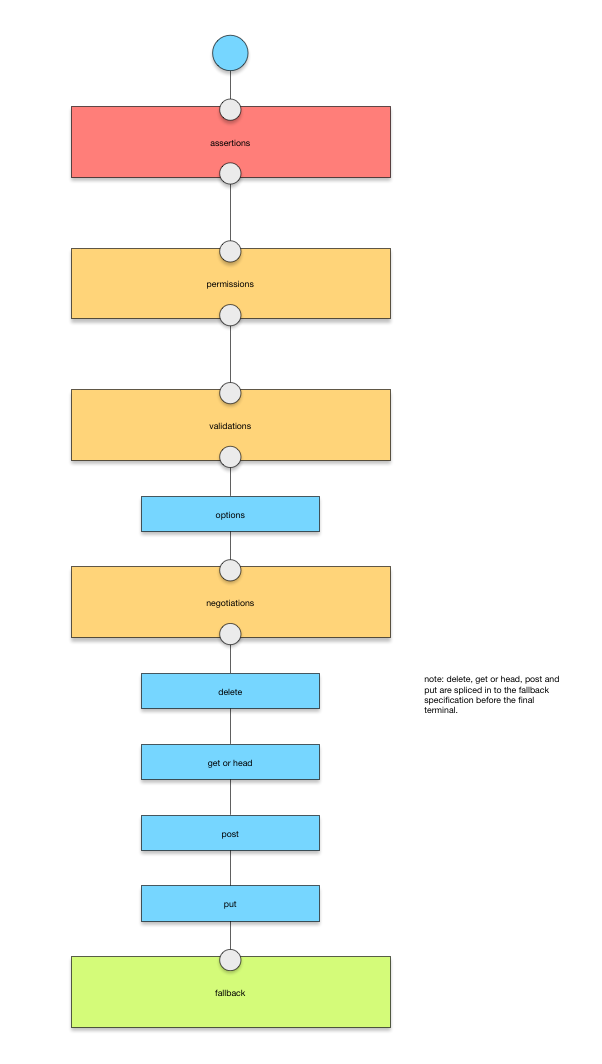 assertions
permissions
validations
options
negotiations
delete
note: delete, get or head, post and
put are spliced in to the fallback
specification before the final
terminal.
get or head
post
put
fallback